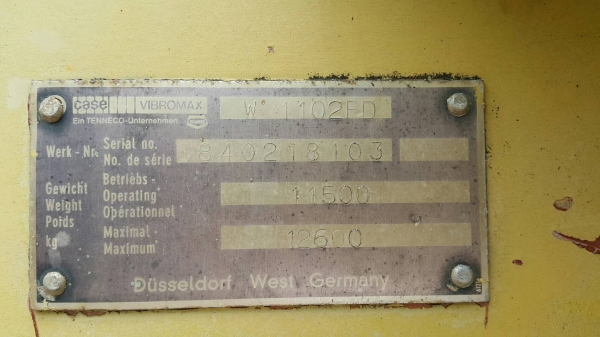 case VIBROMAX W 1102PD
Ein TENNECO-Unternehmen
Werk-Nr. Serial no. No. de série 840218103
Gewicht Weight Poids kg
Betriebs- Operating Opérationnel 11500
Maximal- Maximum 12600
Düsseldorf West Germany